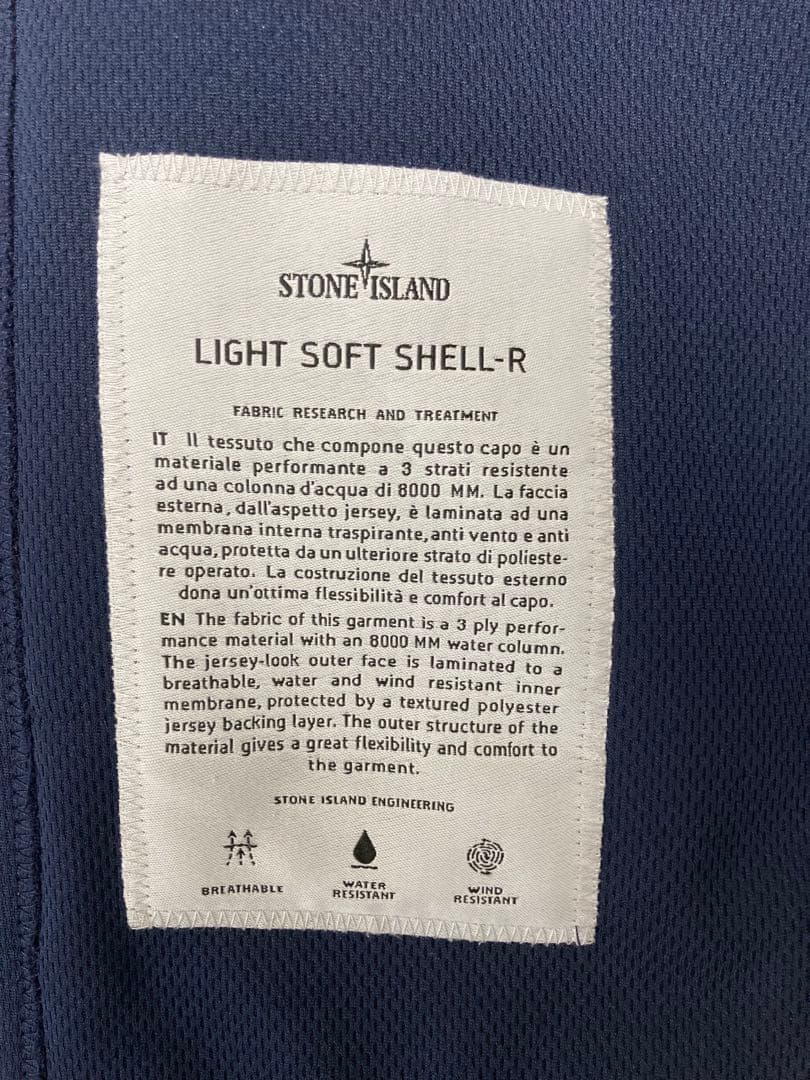 STONE ISLAND
LIGHT SOFT SHELL-R
FABRIC RESEARCH AND TREATMENT
IT Il tessuto che compone questo capo è un
materiale performante a 3 strati resistente
ad una colonna d'acqua di 8000 MM. La faccia
esterna, dall'aspetto jersey, è laminata ad una
membrana interna traspirante, anti vento e anti
acqua, protetta da un ulteriore strato di polieste-
re operato. La costruzione del tessuto esterno
dona un'ottima flessibilità e comfort al capo.
EN The fabric of this garment is a 3 ply perfor-
mance material with an 8000 MM water column.
The jersey-look outer face is laminated to a
breathable, water and wind resistant inner
membrane, protected by a textured polyester
jersey backing layer. The outer structure of the
material gives a great flexibility and comfort to
the garment.
STONE ISLAND ENGINEERING
BREATHABLE
WATER
RESISTANT
WIND
RESISTANT